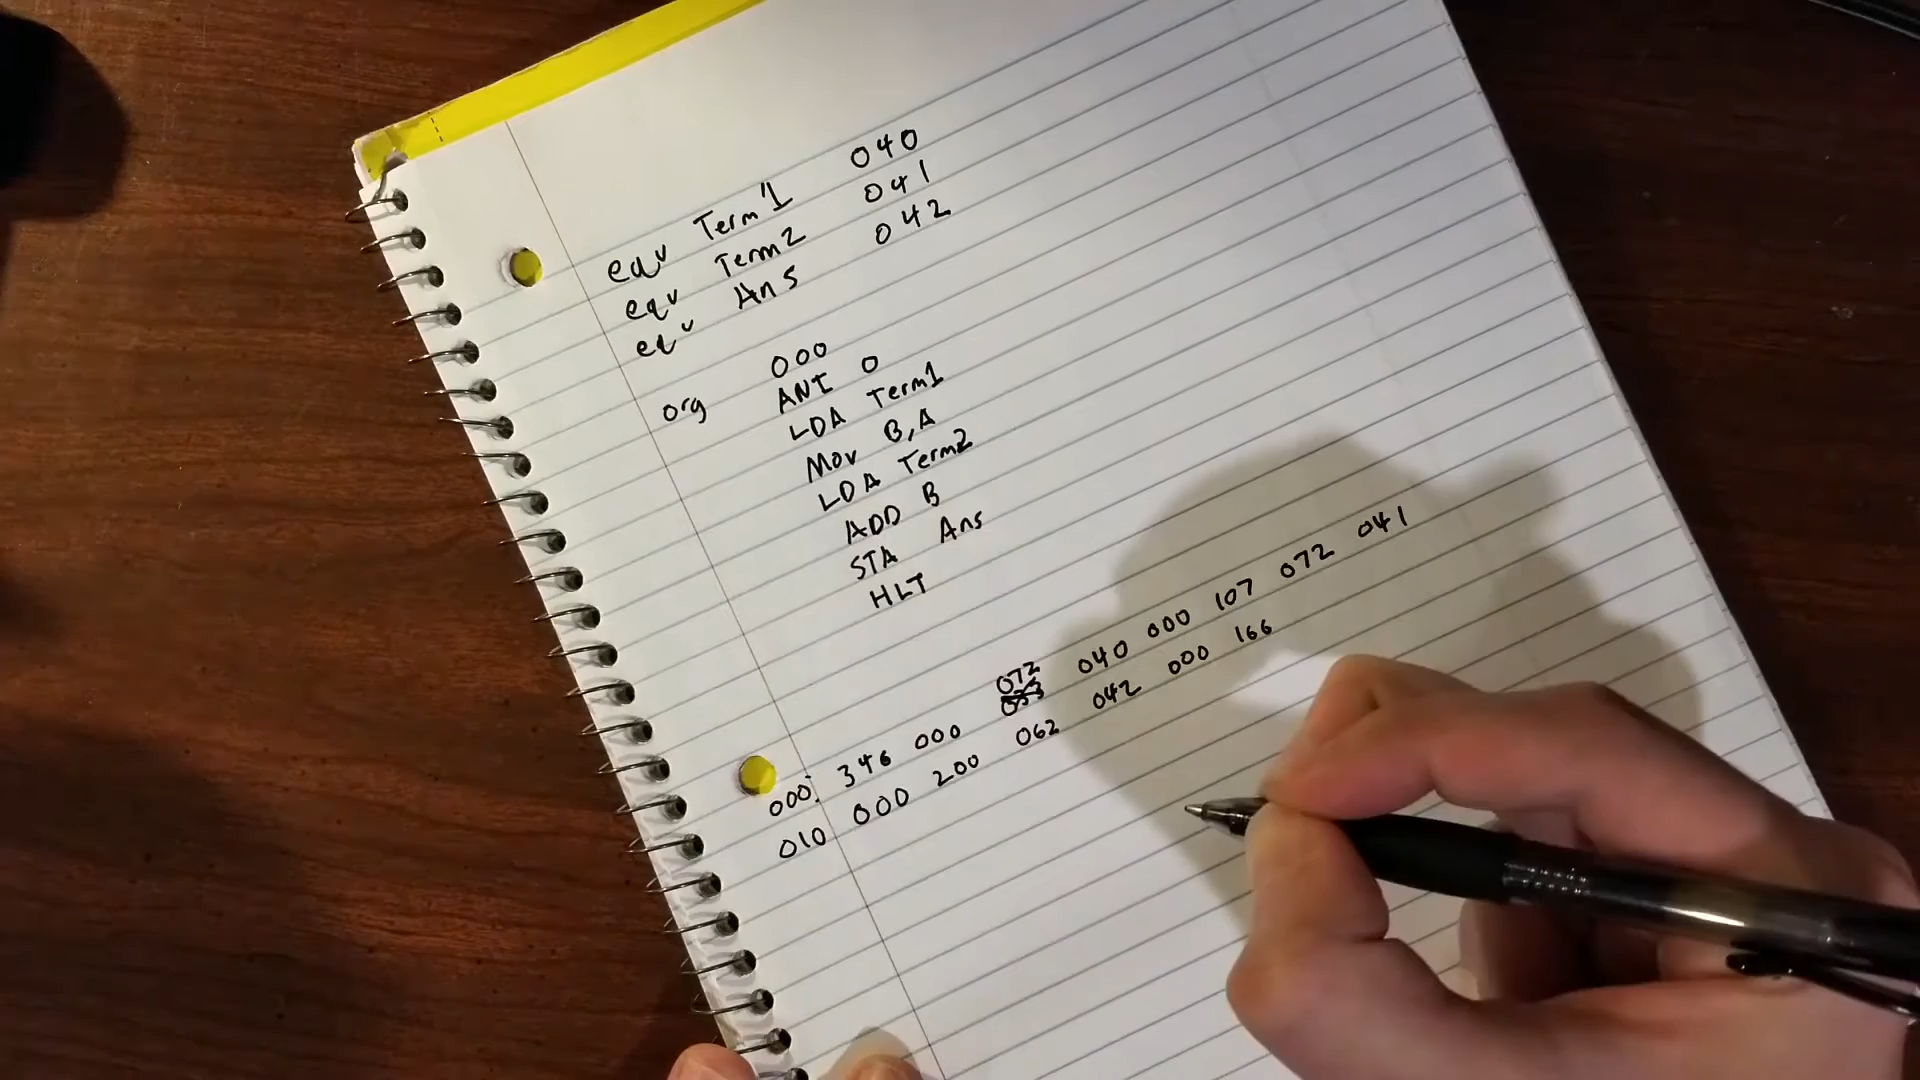 equ Term1 040
equ Term2 041
equ Ans 042
org 000
ANI 0
LDA Term1
Mov B,A
LDA Term2
ADD B
STA Ans
HLT
072
000: 346 000 040 000 107 072 041
010 000 200 062 042 000 166